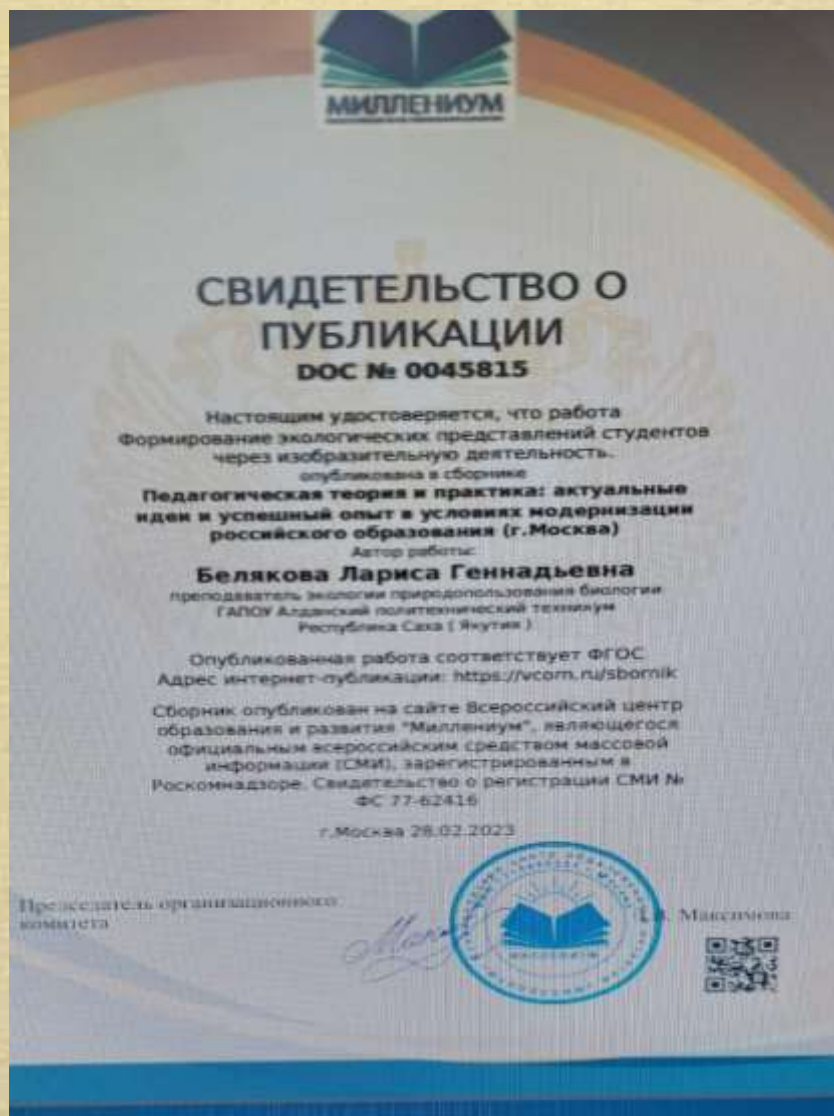 МИЛЛЕНИУМ
СВИДЕТЕЛЬСТВО О
ПУБЛИКАЦИИ
DOC № 0045815
Настоящим удостоверяется, что работа
Формирование экологических представлений студентов
через изобразительную деятельность.
опубликована в сборнике
Педагогическая теория и практика: актуальные
идеи и успешный опыт в условиях модернизации
российского образования (г.Москва)
Автор работы:
Белякова Лариса Геннадьевна
преподаватель экологии природопользования биологии
ГАПОУ Алданский политехнический техникум
Республика Саха ( Якутия )
Опубликованная работа соответствует ФГОС
Адрес интернет-публикации: https://vcorn.ru/sbornik
Сборник опубликован на сайте Всероссийский центр
образования и развития "Миллениум", являющегося
официальным всероссийским средством массовой
информации (СМИ), зарегистрированным в
Роскомнадзоре. Свидетельство о регистрации СМИ №
ФС 77-62416
г.Москва 28.02.2023
Председатель организационного
комитета
Максимова
МИЛЛЕНИУМ